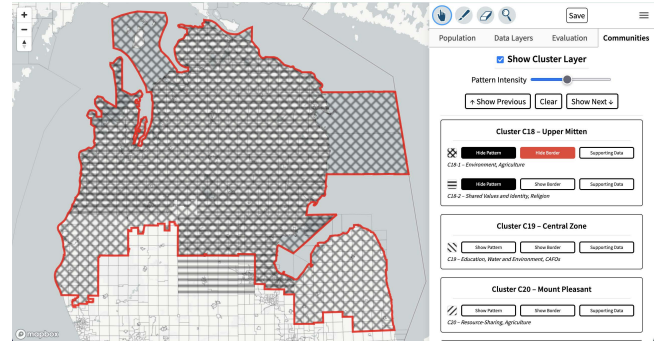 Save
Population Data Layers Evaluation Communities
Show Cluster Layer
Pattern Intensity
↑ Show Previous Clear Show Next ↓
Cluster C18 – Upper Mitten
Hide Pattern Hide Border Supporting Data
C18-1 – Environment, Agriculture
Hide Pattern Show Border Supporting Data
C18-2 – Shared Values and Identity, Religion
Cluster C19 – Central Zone
Show Pattern Show Border Supporting Data
C19 – Education, Water and Environment, CAFOs
Cluster C20 – Mount Pleasant
Show Pattern Show Border Supporting Data
C20 – Resource-Sharing, Agriculture
mapbox